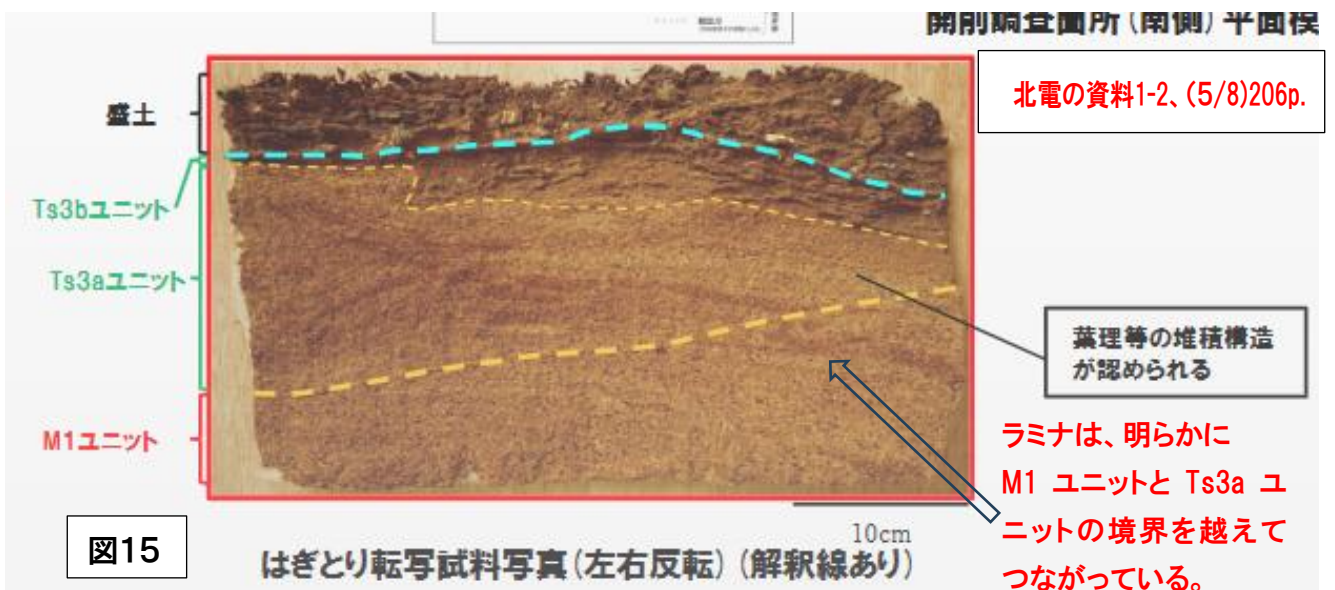 開削調査箇所(南側)平面模
北電の資料1-2、(5/8)206p.
盛土
Ts3bユニット
Ts3aユニット
M1ユニット
葉理等の堆積構造
が認められる
ラミナは、明らかに
M1 ユニットと Ts3a ユ
ニットの境界を越えて
つながっている。
10cm
図15
はぎとり転写試料写真(左右反転)(解釈線あり)